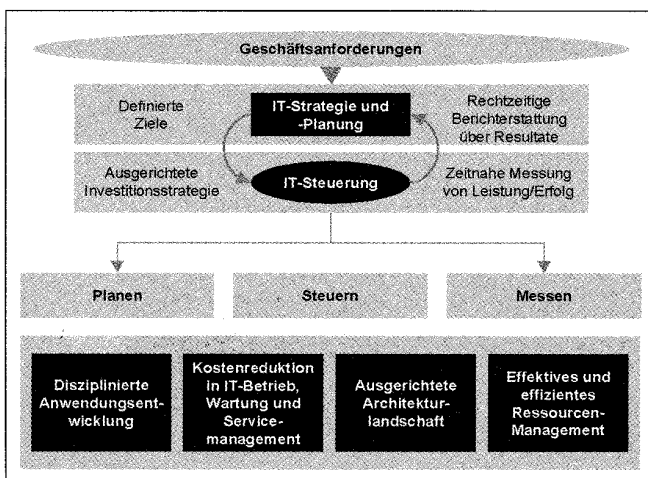 Geschäftsanforderungen
Definierte
Ziele
IT-Strategie und
-Planung
Rechtzeitige
Berichterstattung
über Resultate
Ausgerichtete
Investitionsstrategie
IT-Steuerung
Zeitnahe Messung
von Leistung/Erfolg
Planen
Steuern
Messen
Disziplinierte
Anwendungsent-
wicklung
Kostenreduktion
in IT-Betrieb,
Wartung und
Service-
management
Ausgerichtete
Architektur-
landschaft
Effektives und
effizientes
Ressourcen-
Management